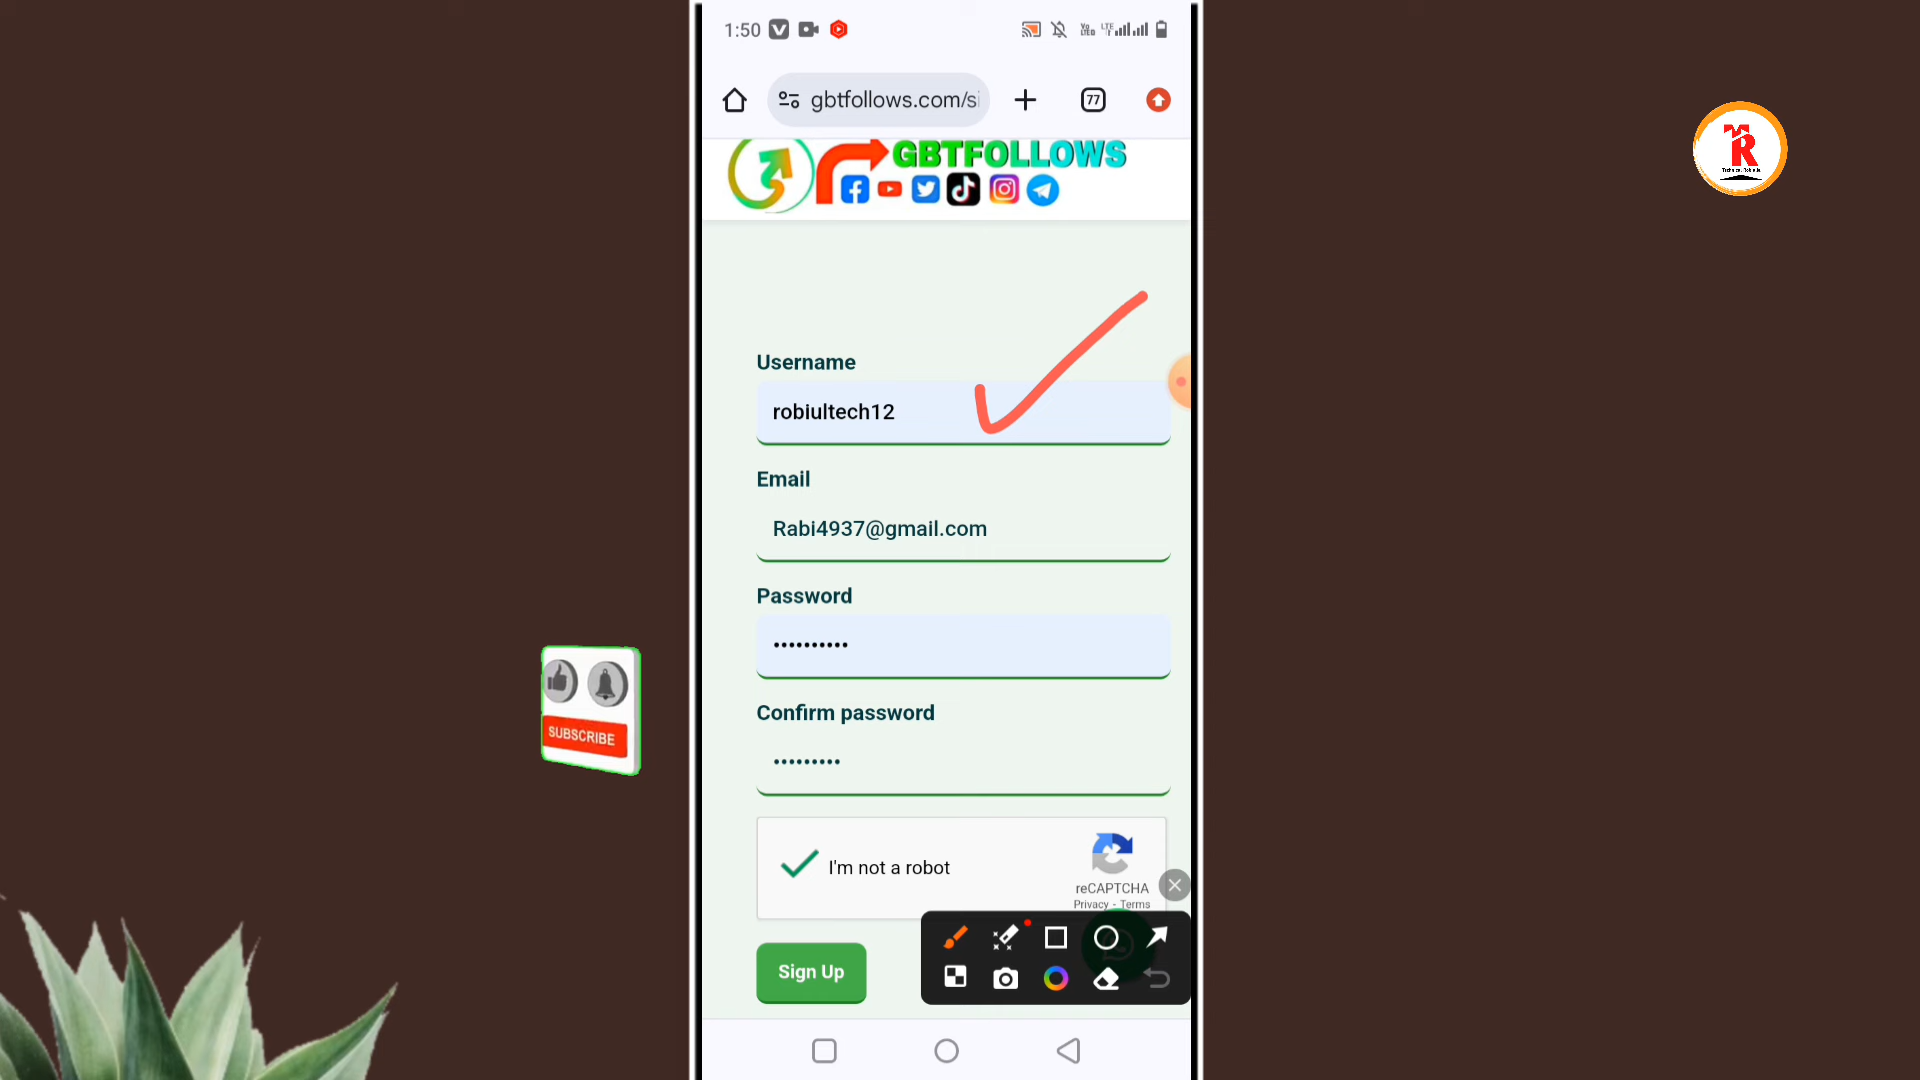 1:50
gbtfollows.com/si
77
GBTFOLLOWS
R
Username
robiultech12
Email
Rabi4937@gmail.com
Password
••••••••••
Confirm password
•••••••••
SUBSCRIBE
I'm not a robot
reCAPTCHA
Privacy - Terms
Sign Up